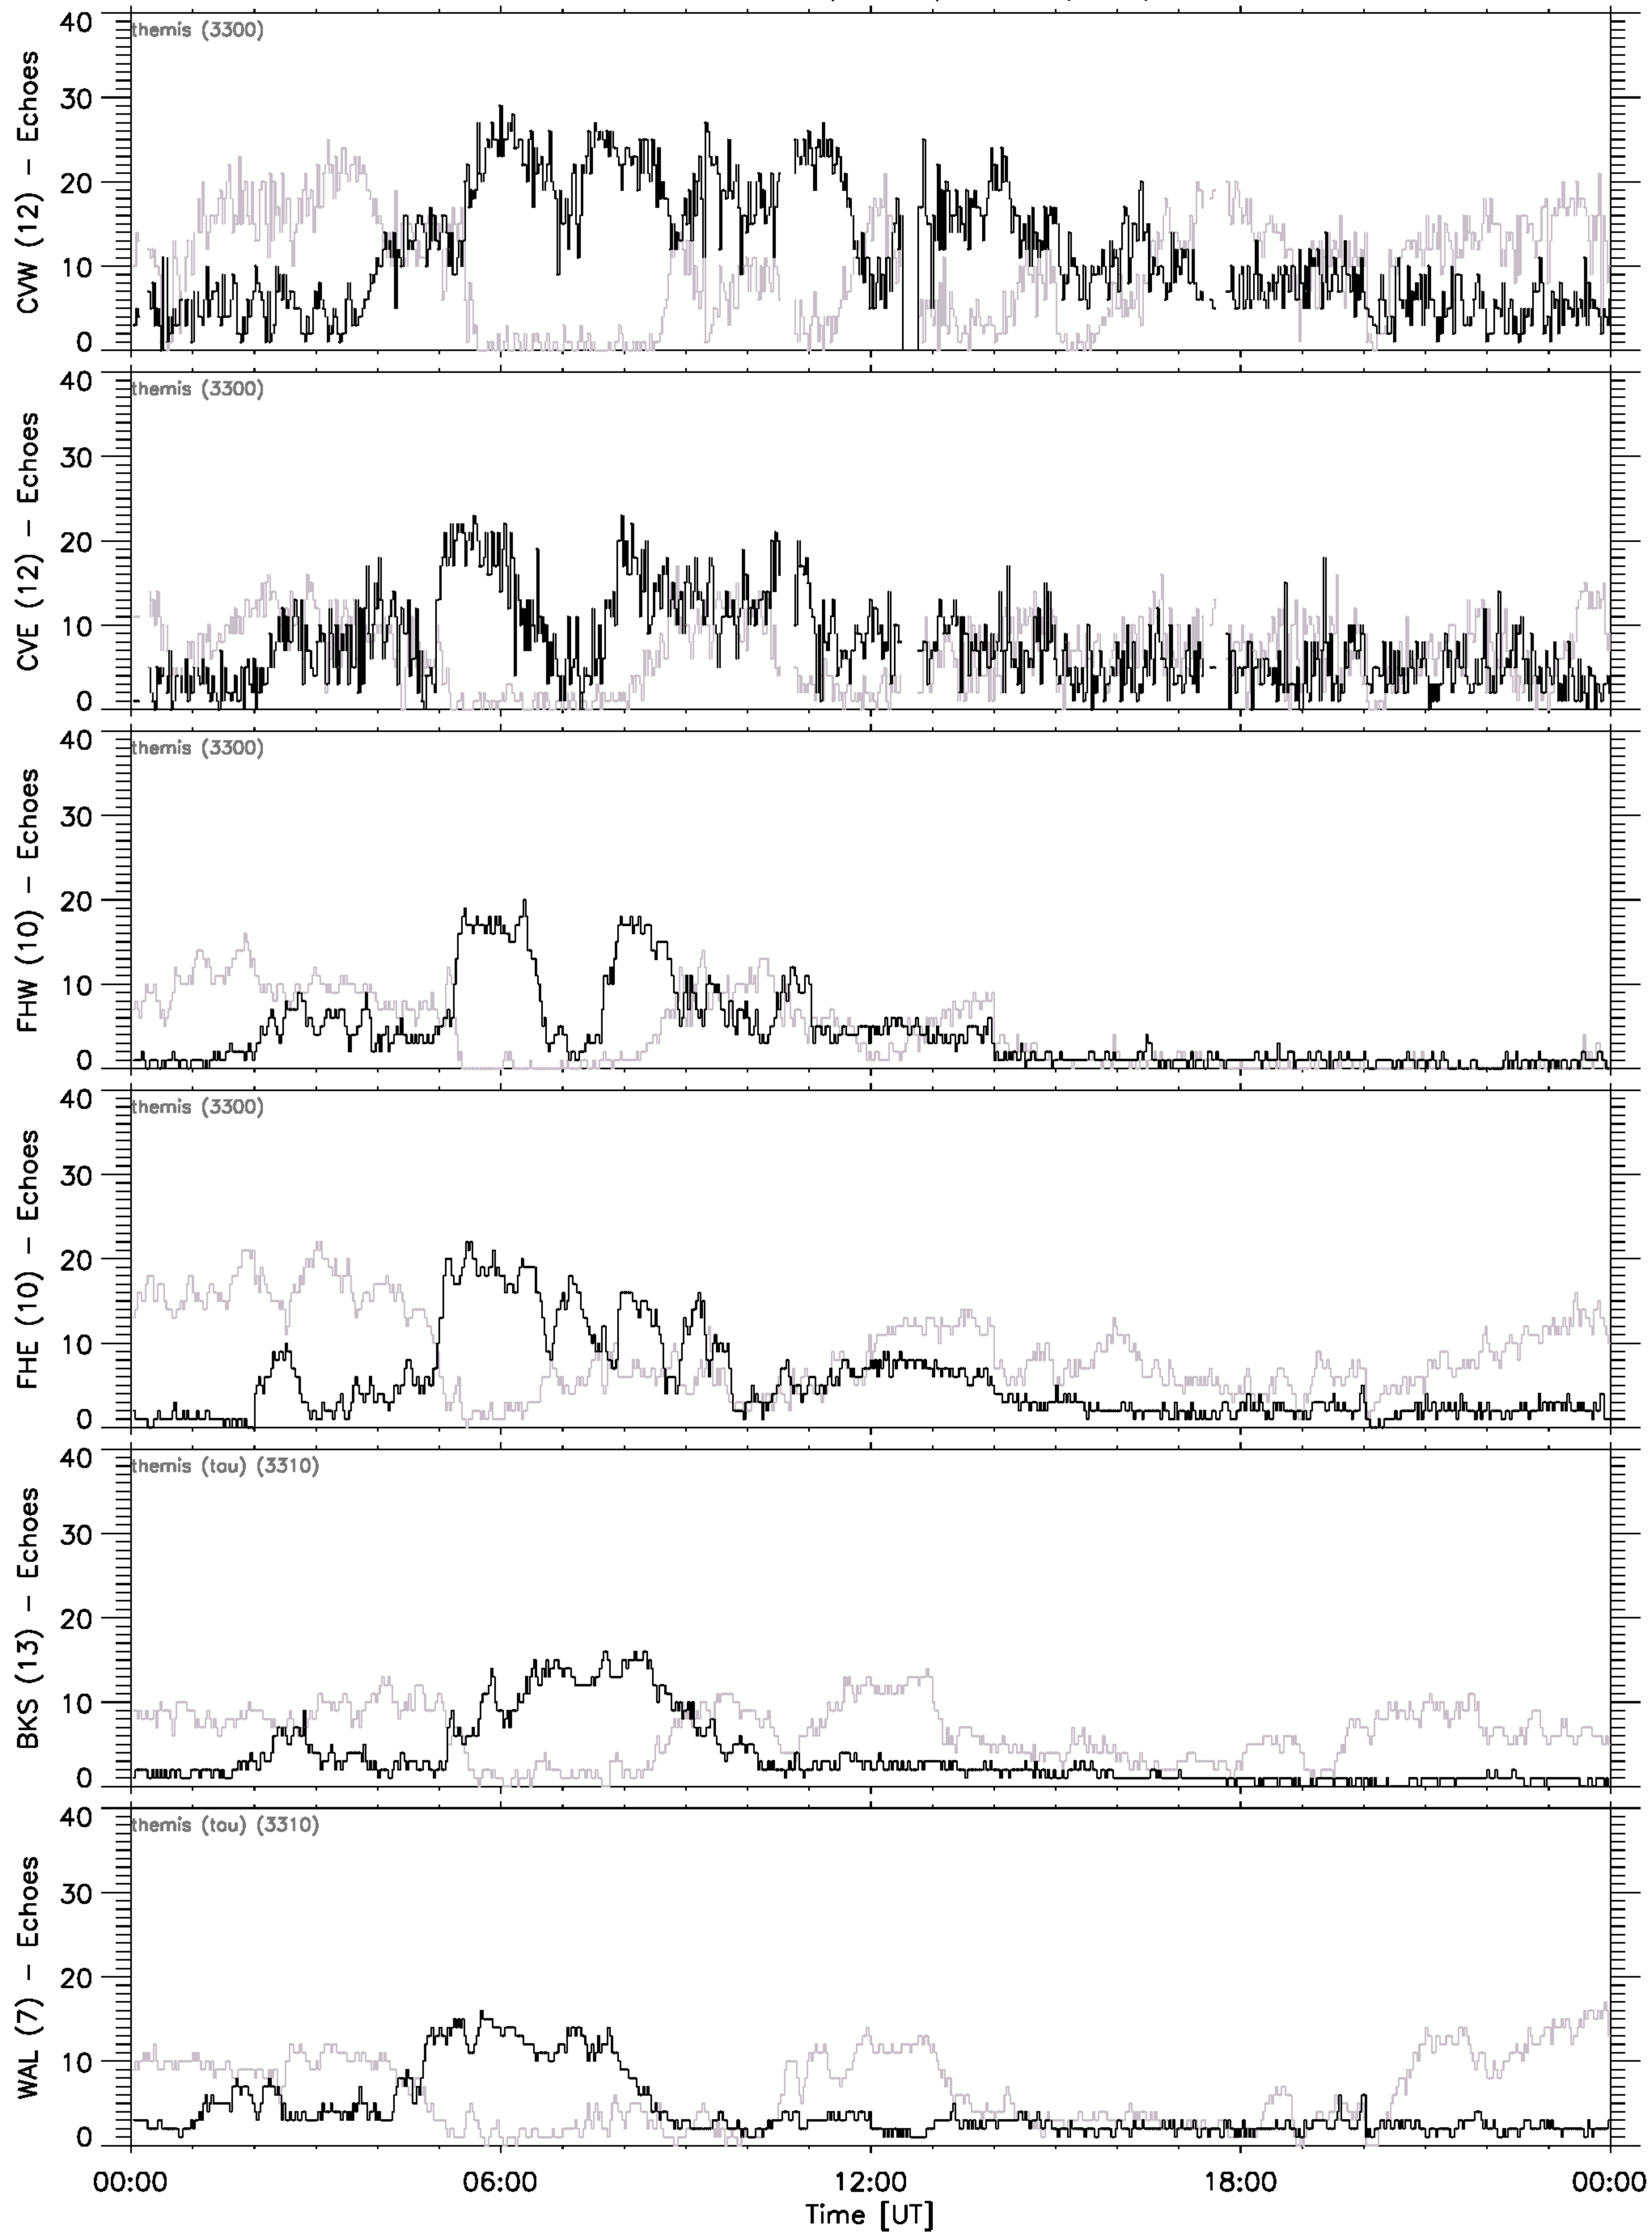 40
themis (3300)
30
20
10
0
CVW (12) – Echoes
40
themis (3300)
30
20
10
0
CVE (12) – Echoes
40
themis (3300)
30
20
10
0
FHW (10) – Echoes
40
themis (3300)
30
20
10
0
FHE (10) – Echoes
40
themis (tau) (3310)
30
20
10
0
BKS (13) – Echoes
40
themis (tau) (3310)
30
20
10
0
WAL (7) – Echoes
00:00 06:00 12:00 18:00 00:00
Time [UT]